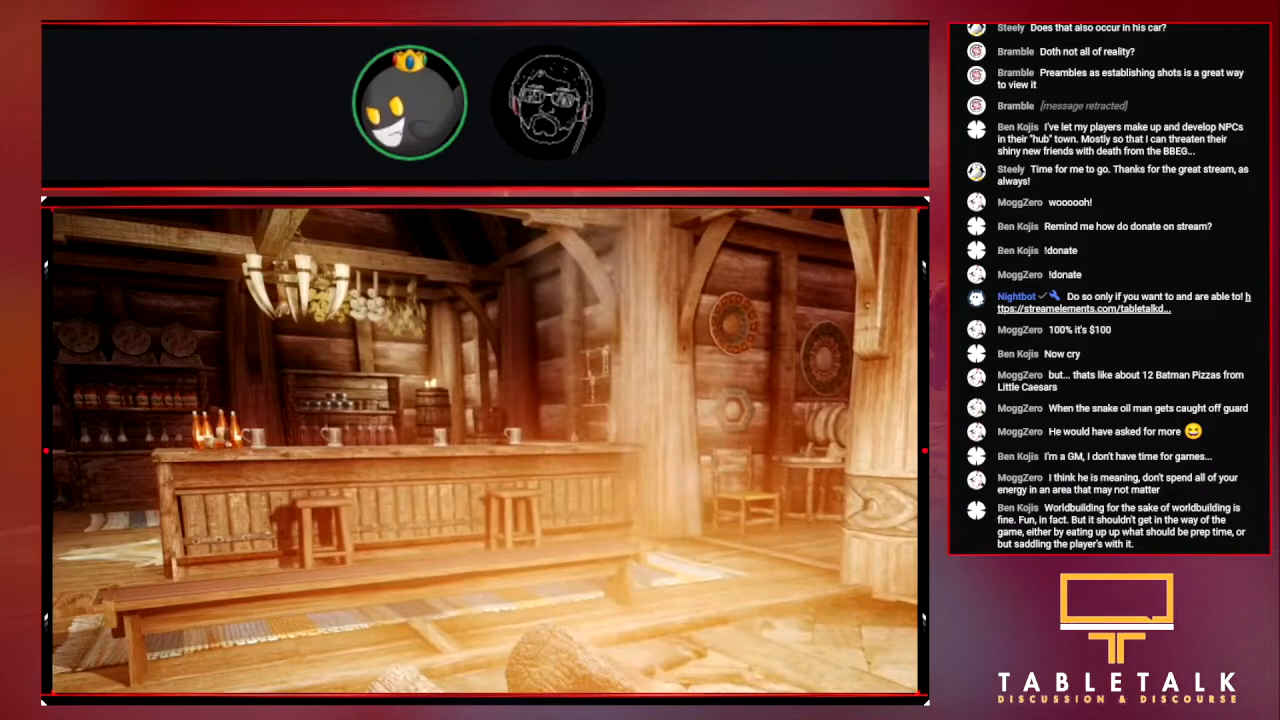 Steely Does that also occur in his car?
Bramble Doth not all of reality?
Bramble Preambles as establishing shots is a great way
to view it
Bramble [message retracted]
Ben Kojis I've let my players make up and develop NPCs
in their "hub" town. Mostly so that I can threaten their
shiny new friends with death from the BBEG...
Steely Time for me to go. Thanks for the great stream, as
always!
MoggZero woooooh!
Ben Kojis Remind me how do donate on stream?
Ben Kojis !donate
MoggZero !donate
Nightbot Do so only if you want to and are able to! h
ttps://streamelements.com/tabletalkd...
MoggZero 100% it's $100
Ben Kojis Now cry
MoggZero but... thats like about 12 Batman Pizzas from
Little Caesars
MoggZero When the snake oil man gets caught off guard
MoggZero He would have asked for more 😆
Ben Kojis I'm a GM, I don't have time for games...
MoggZero I think he is meaning, don't spend all of your
energy in an area that may not matter
Ben Kojis Worldbuilding for the sake of worldbuilding is
fine. Fun, in fact. But it shouldn't get in the way of the
game, either by eating up up what should be prep time, or
but saddling the player's with it.
TABLETALK
DISCUSSION & DISCOURSE